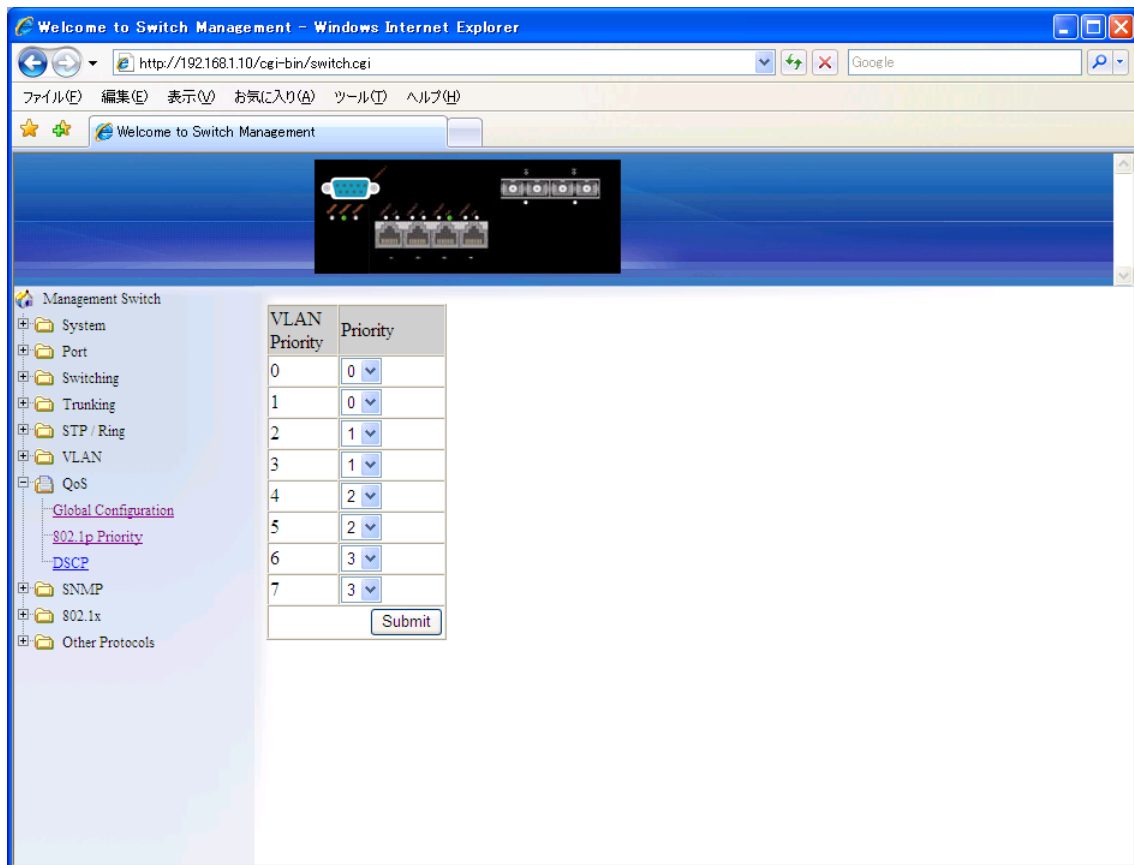 Welcome to Switch Management - Windows Internet Explorer
http://192.168.1.10/cgi-bin/switch.cgi
Google
ファイル(F) 編集(E) 表示(V) お気に入り(A) ツール(T) ヘルプ(H)
Welcome to Switch Management
Management Switch
System
Port
Switching
Trunking
STP / Ring
VLAN
QoS
Global Configuration
802.1p Priority
DSCP
SNMP
802.1x
Other Protocols
VLAN Priority
Priority
0 0
1 0
2 1
3 1
4 2
5 2
6 3
7 3
Submit